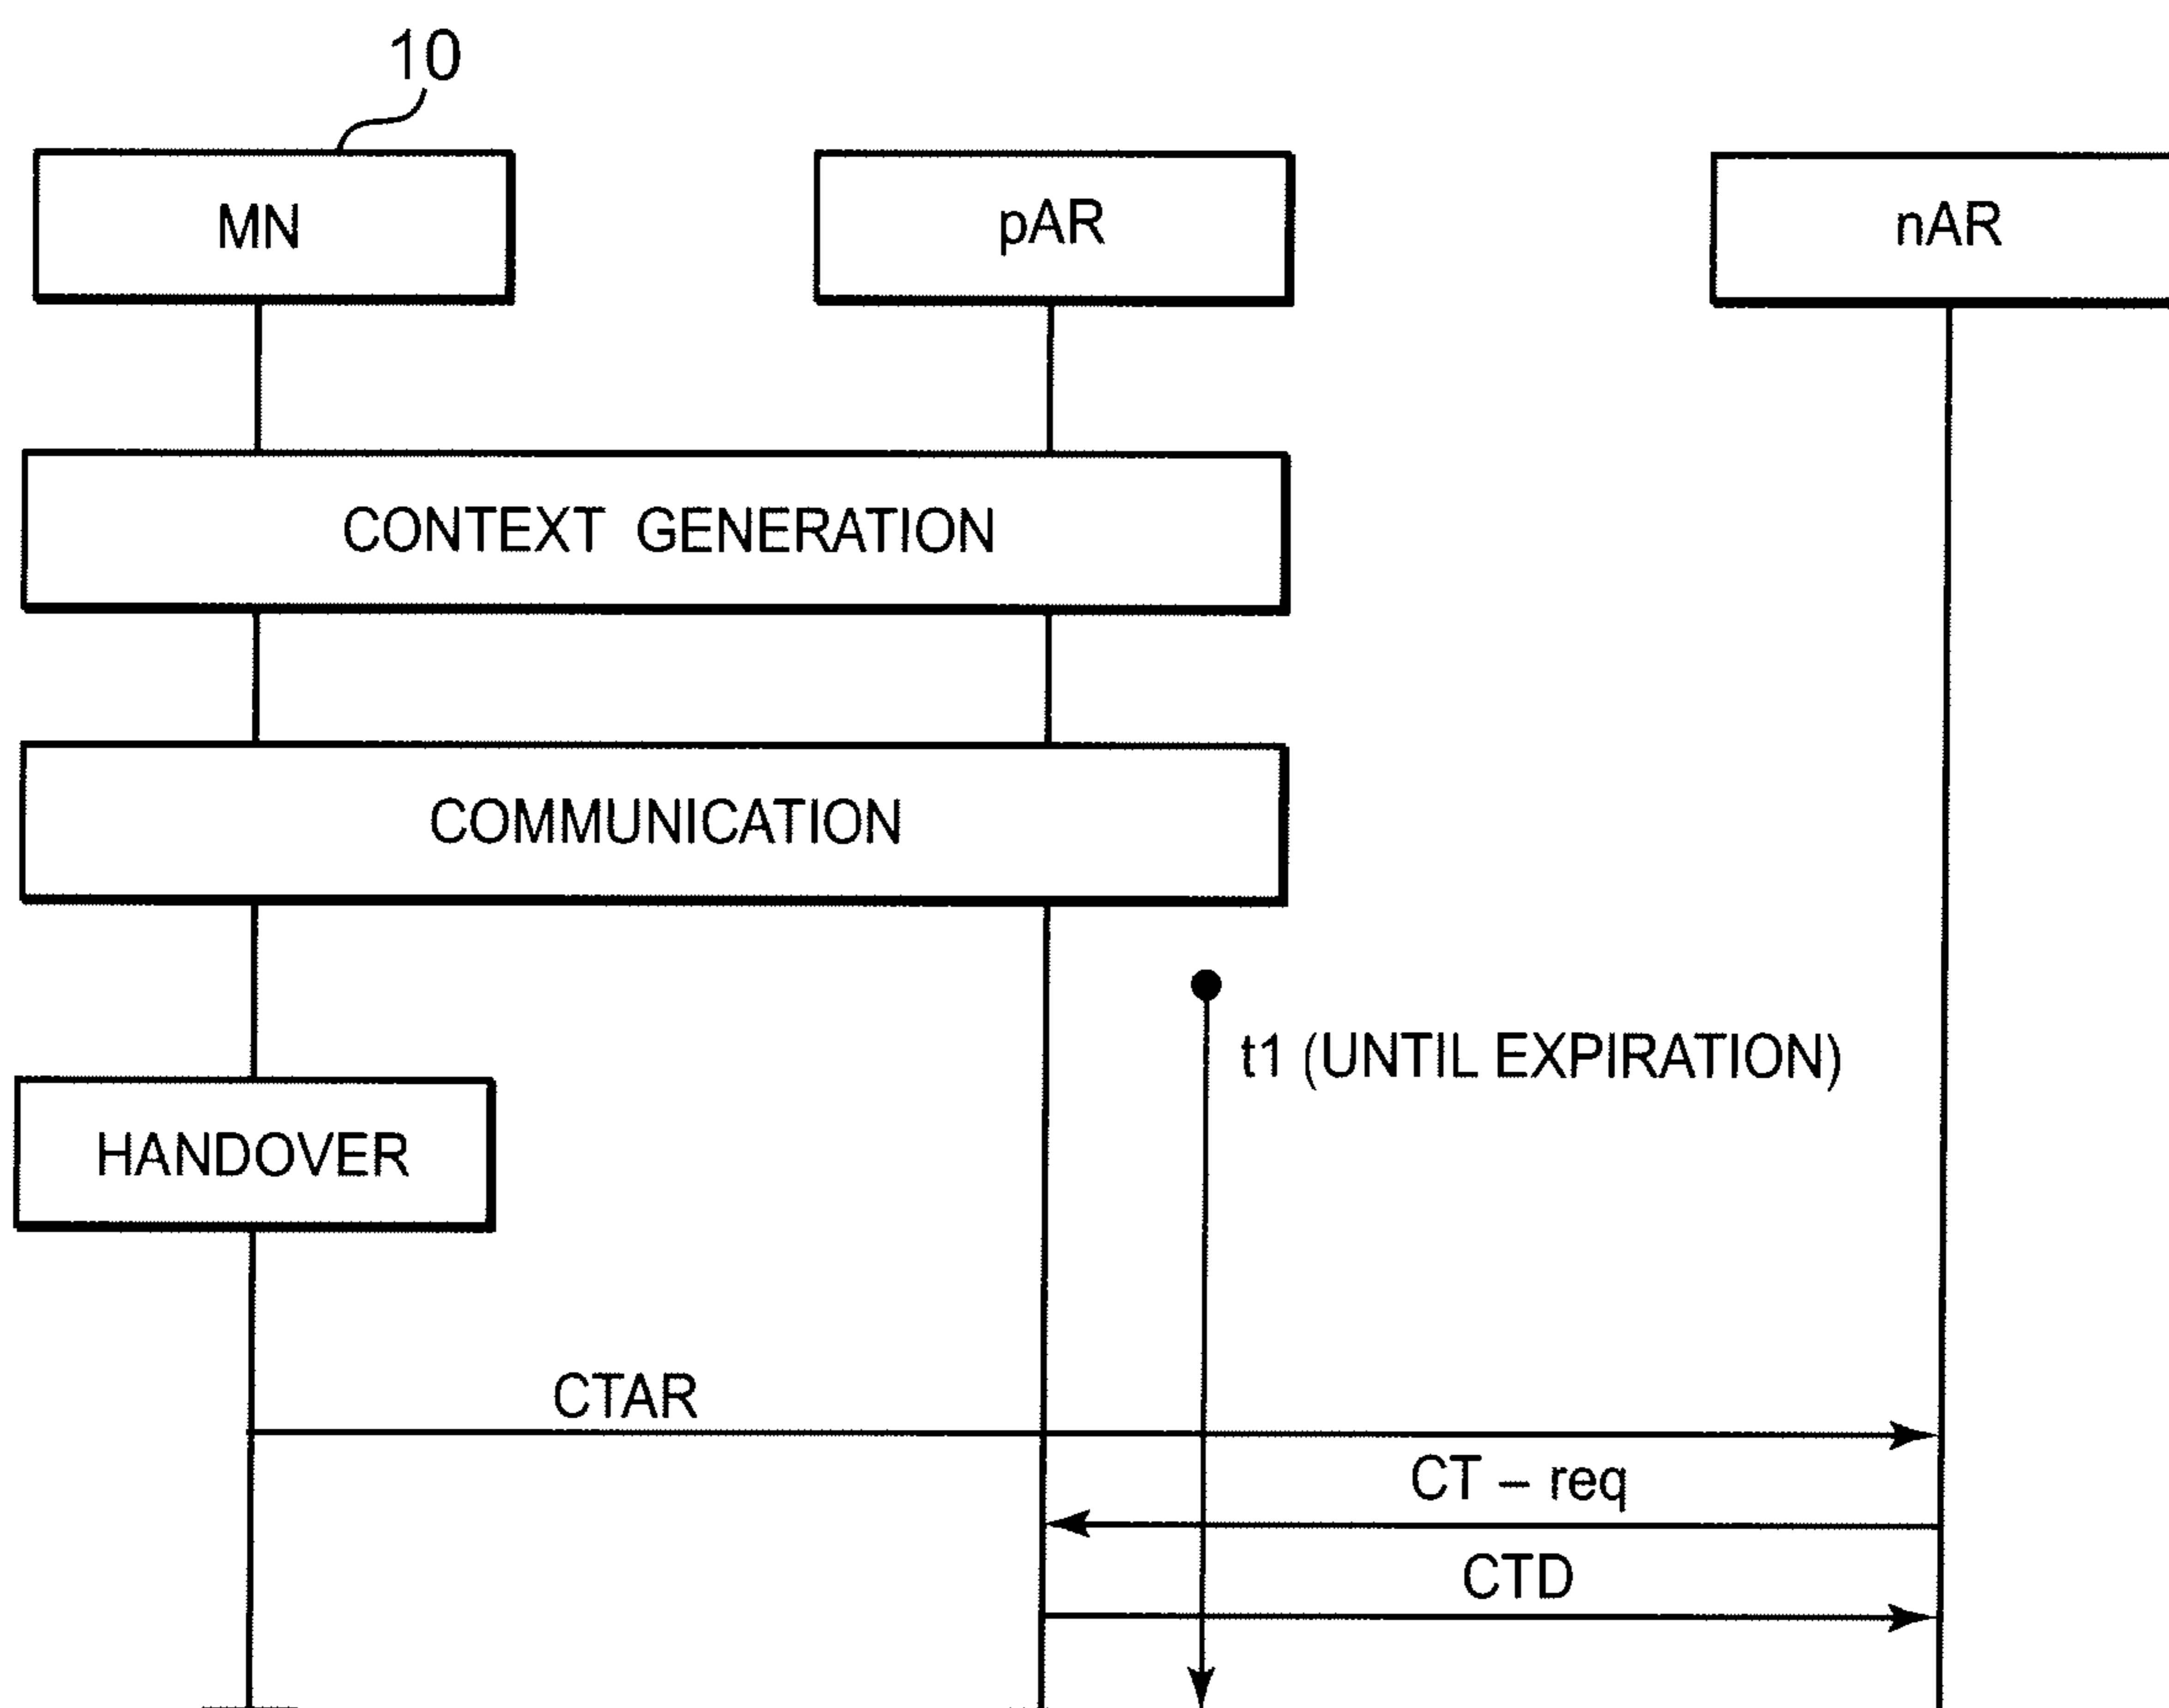 10
MN
pAR
nAR
CONTEXT GENERATION
COMMUNICATION
t1 (UNTIL EXPIRATION)
HANDOVER
CTAR
CT – req
CTD